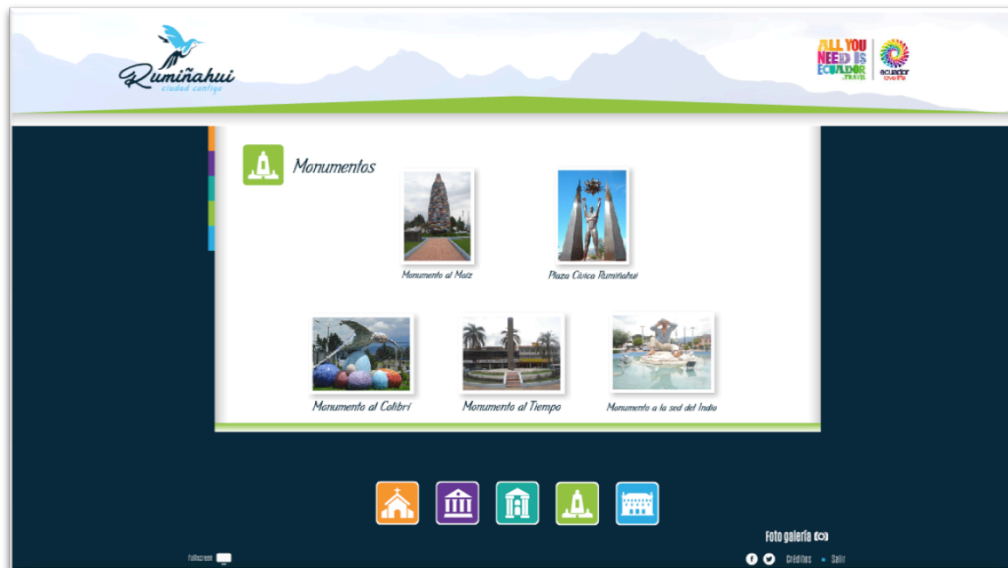 Rumiñahui
ciudad contigo
ALL YOU
NEED IS
ECUADOR
.TRAVEL
ecuador
love life
Monumentos
Monumento al Maíz
Plaza Cívica Rumiñahui
Monumento al Colibrí
Monumento al Tiempo
Monumento a la sed del Indio
Foto galería
fullscreen
Créditos
Salir